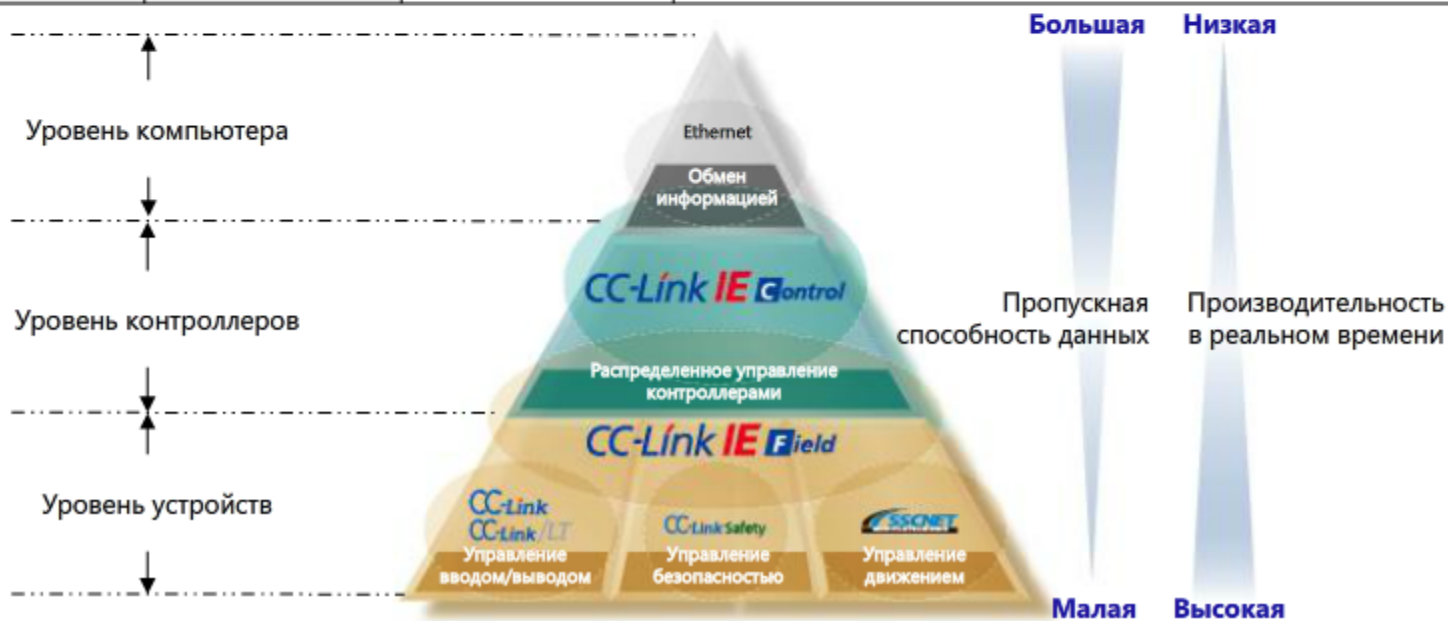 Большая
Низкая
Уровень компьютера
Ethernet
Обмен
информацией
CC-Link IE Control
Уровень контроллеров
Пропускная
способность данных
Производительность
в реальном времени
Распределенное управление
контроллерами
CC-Link IE Field
Уровень устройств
CC-Link
CC-Link/LT
Управление
вводом/выводом
CC-Link Safety
Управление
безопасностью
SSCNET
Управление
движением
Малая
Высокая